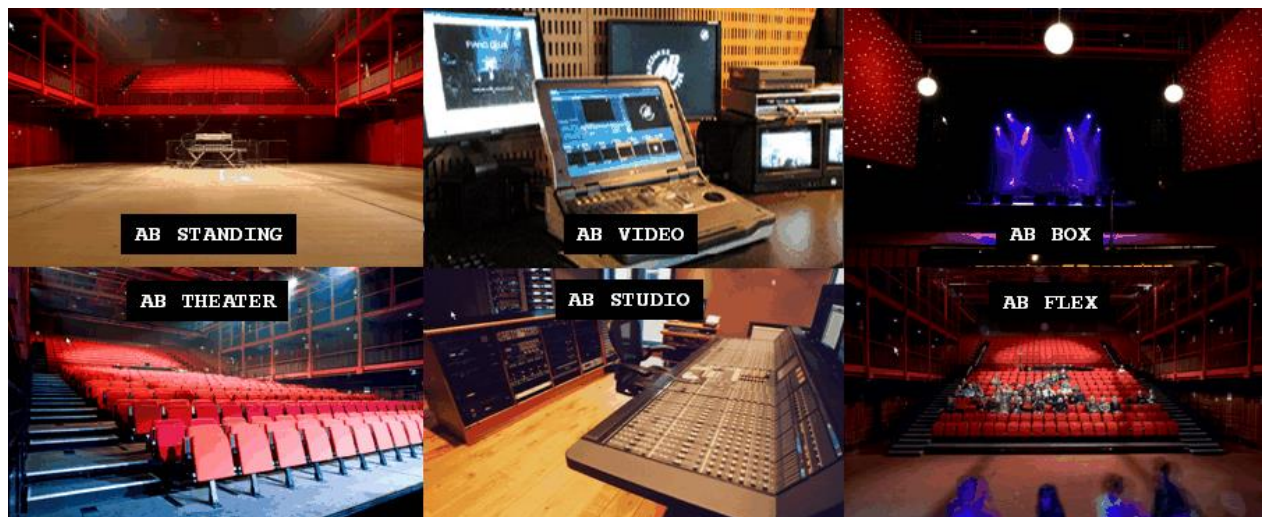 AB STANDING
AB VIDEO
AB BOX
AB THEATER
AB STUDIO
AB FLEX